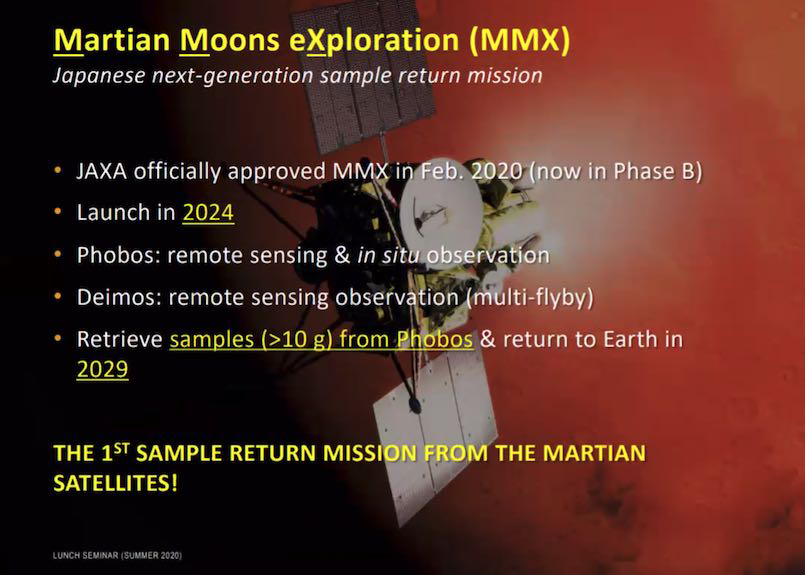 Martian Moons eXploration (MMX)
Japanese next-generation sample return mission
• JAXA officially approved MMX in Feb. 2020 (now in Phase B)
• Launch in 2024
• Phobos: remote sensing & in situ observation
• Deimos: remote sensing observation (multi-flyby)
• Retrieve samples (>10 g) from Phobos & return to Earth in
2029
THE 1ST SAMPLE RETURN MISSION FROM THE MARTIAN
SATELLITES!
LUNCH SEMINAR (SUMMER 2020)